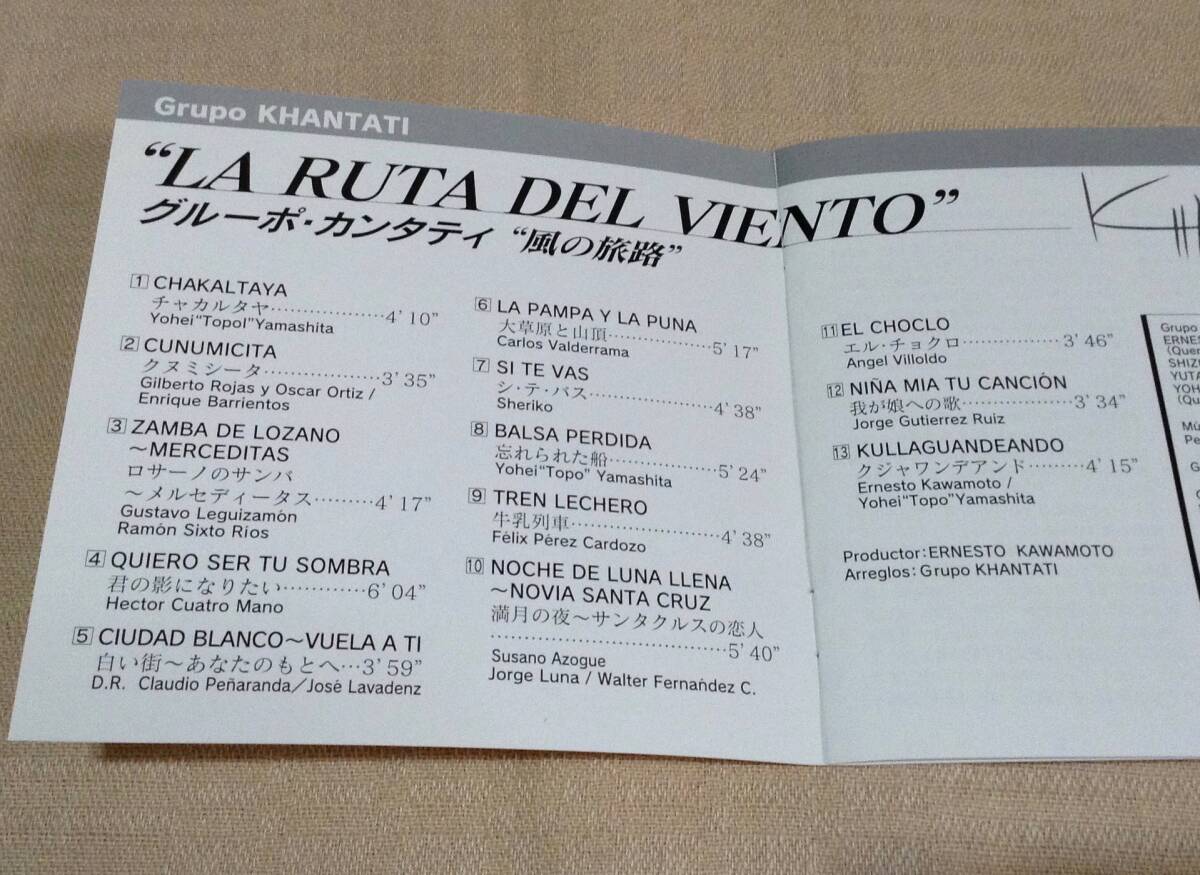 Grupo KHANTATI
“LA RUTA DEL VIENTO”
グルーポ・カンタティ “風の旅路”
1 CHAKALTAYA
チャカルタヤ………………4’10”
Yohei“Topol”Yamashita
2 CUNUMICITA
クヌミシータ………………3’35”
Gilberto Rojas y Oscar Ortiz /
Enrique Barrientos
3 ZAMBA DE LOZANO
～MERCEDITAS
ロサーノのサンバ
～メルセディータス………4’17”
Gustavo Leguizamón
Ramón Sixto Ríos
4 QUIERO SER TU SOMBRA
君の影になりたい…………6’04”
Hector Cuatro Mano
5 CIUDAD BLANCO～VUELA A TI
白い街～あなたのもとへ…3’59”
D.R. Claudio Peñaranda／José Lavadenz
6 LA PAMPA Y LA PUNA
大草原と山頂………………5’17”
Carlos Valderrama
7 SI TE VAS
シ・テ・バス…………………4’38”
Sheriko
8 BALSA PERDIDA
忘れられた船………………5’24”
Yohei“Topo” Yamashita
9 TREN LECHERO
牛乳列車……………………4’38”
Félix Pérez Cardozo
10 NOCHE DE LUNA LLENA
～NOVIA SANTA CRUZ
満月の夜～サンタクルスの恋人
………………………………5’40”
Susano Azogue
Jorge Luna / Walter Fernańdez C.
11 EL CHOCLO
エル・チョクロ………………3’46”
Angel Villoldo
12 NIÑA MIA TU CANCIÓN
我が娘への歌………………3’34”
Jorge Gutierrez Ruiz
13 KULLAGUANDEANDO
クジャワンデアンド………4’15”
Ernesto Kawamoto /
Yohei“Topo”Yamashita
Productor:ERNESTO KAWAMOTO
Arreglos:Grupo KHANTATI
Grupo